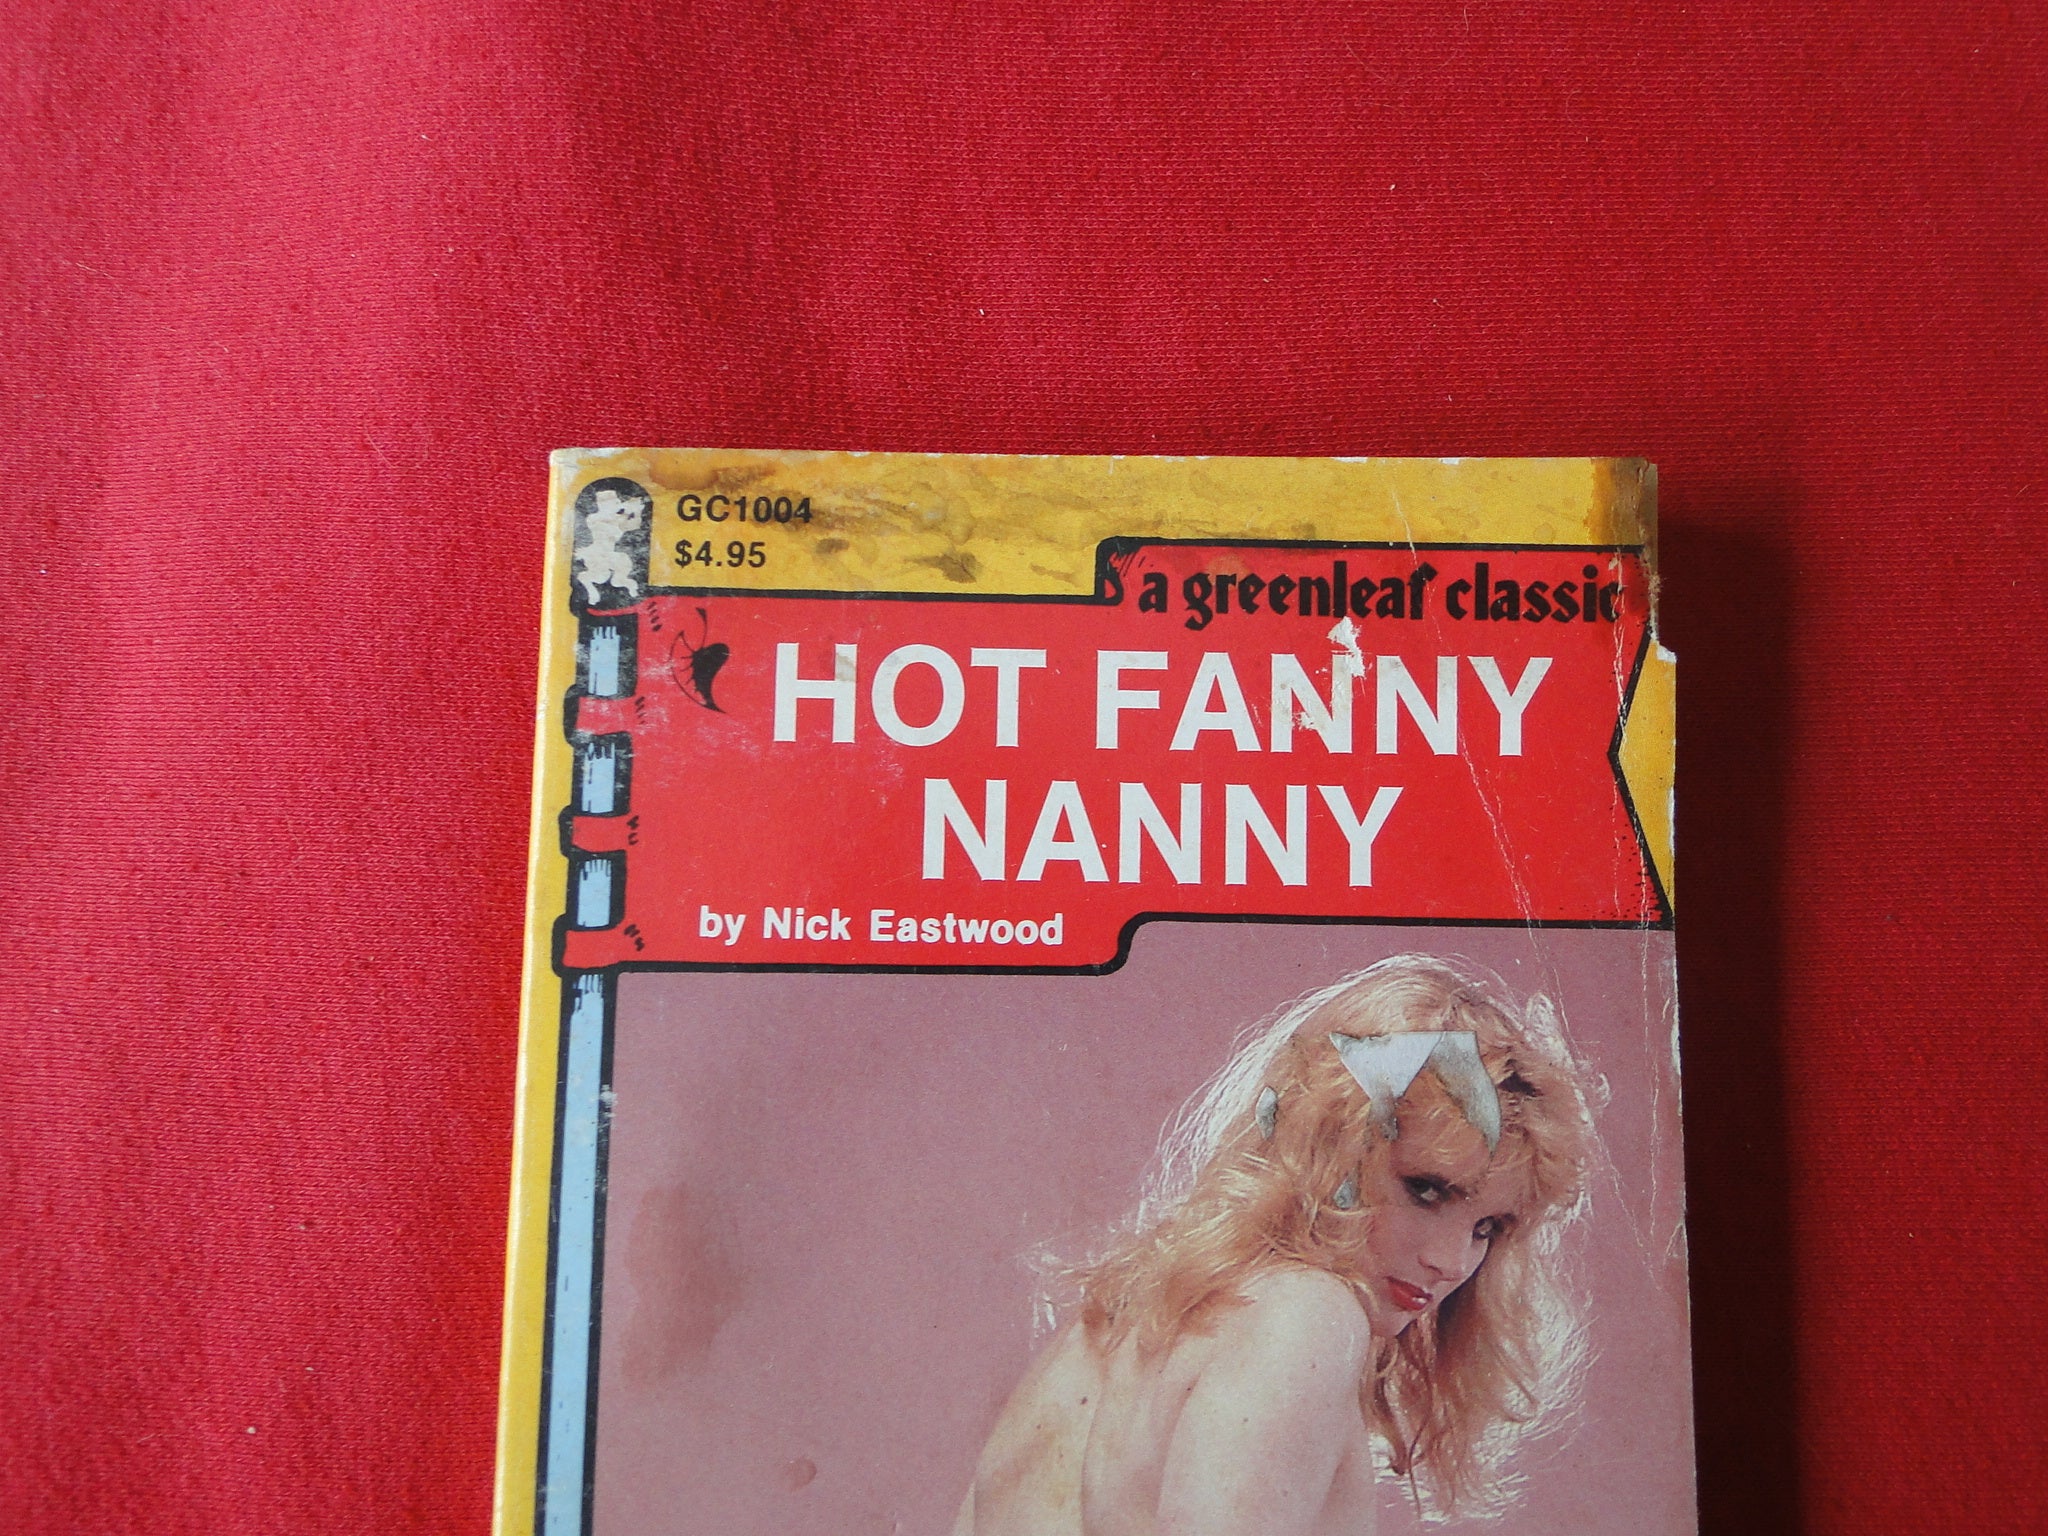 GC1004
$4.95
a greenleaf classic
HOT FANNY
NANNY
by Nick Eastwood